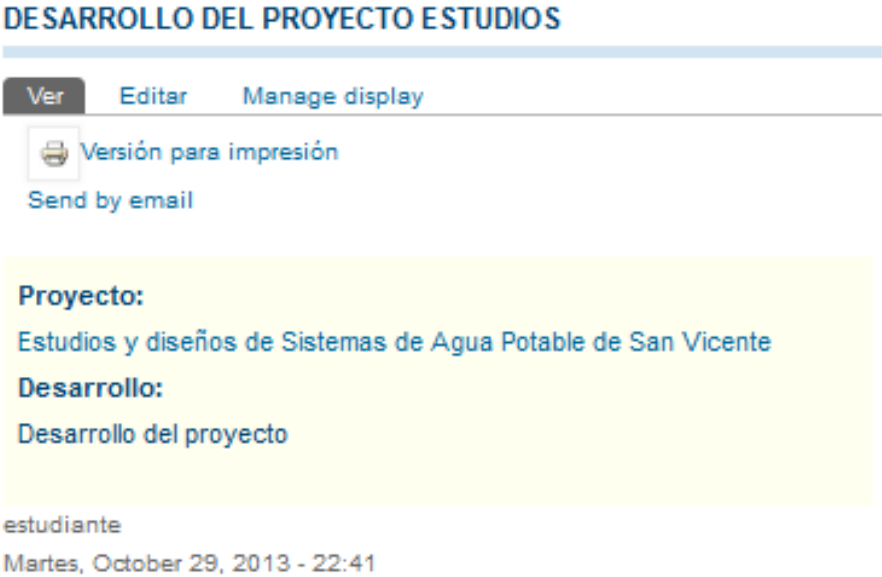 DESARROLLO DEL PROYECTO ESTUDIOS
Ver Editar Manage display
Versión para impresión
Send by email
Proyecto:
Estudios y diseños de Sistemas de Agua Potable de San Vicente
Desarrollo:
Desarrollo del proyecto
estudiante
Martes, October 29, 2013 - 22:41